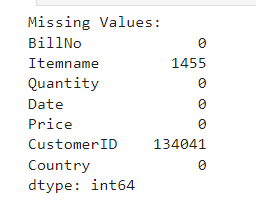 Missing Values:
BillNo 0
Itemname 1455
Quantity 0
Date 0
Price 0
CustomerID 134041
Country 0
dtype: int64